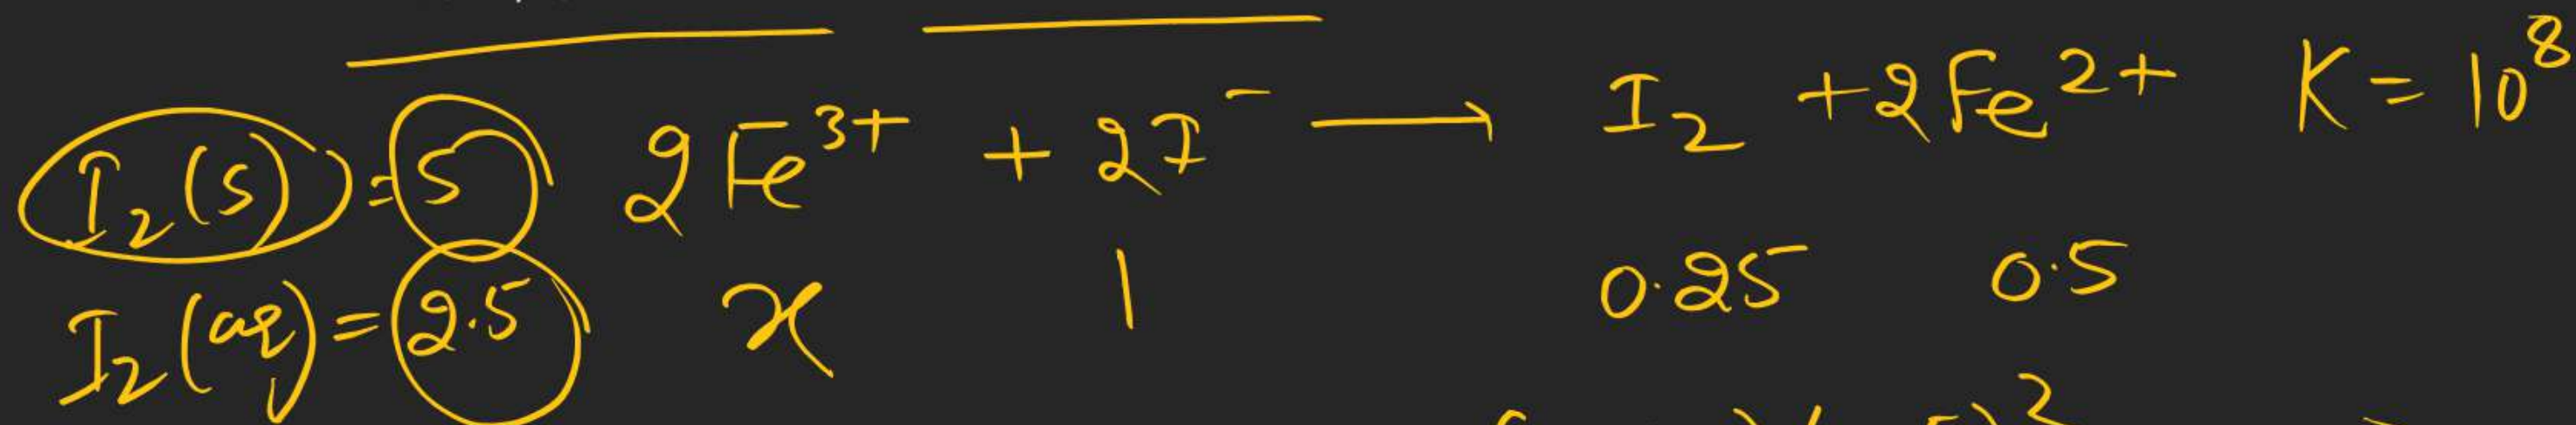 2Fe³⁺ + 2I⁻ ⟶ I₂ + 2Fe²⁺ K = 10⁸
I₂(s) = 5
x 1 0.25 0.5
I₂(aq) = 2.5